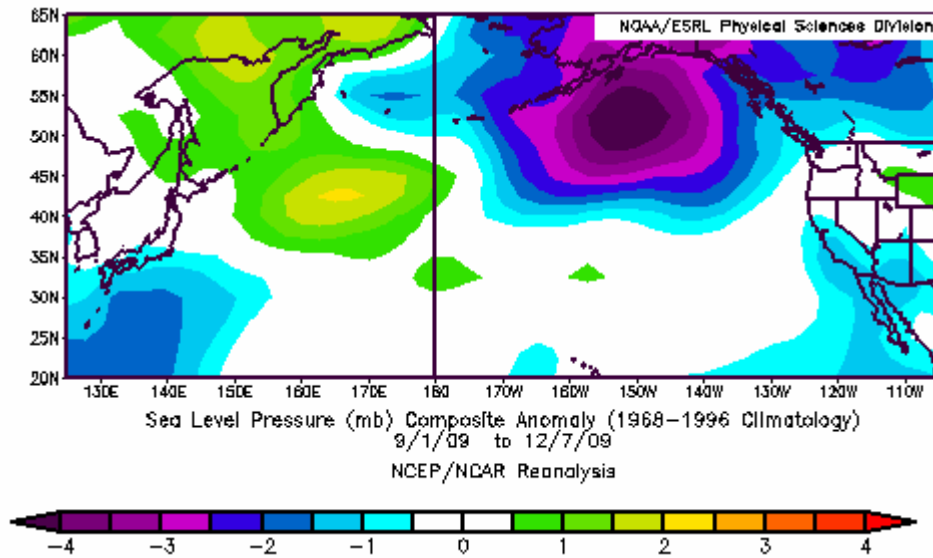 65N
NOAA/ESRL Physical Sciences Division
60N
55N
50N
45N
40N
35N
30N
25N
20N
130E 140E 150E 160E 170E 180 170W 160W 150W 140W 130W 120W 110W
Sea Level Pressure (mb) Composite Anomaly (1968-1996 Climatology)
9/1/09 to 12/7/09
NCEP/NCAR Reanalysis
-4 -3 -2 -1 0 1 2 3 4